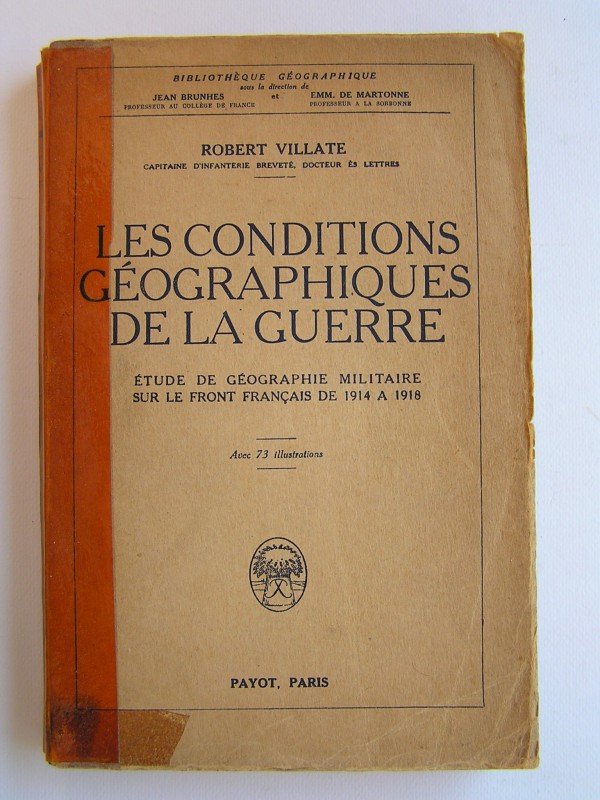 BIBLIOTHÈQUE GÉOGRAPHIQUE
sous la direction de
JEAN BRUNHES et EMM. DE MARTONNE
PROFESSEUR AU COLLÈGE DE FRANCE PROFESSEUR A LA SORBONNE
ROBERT VILLATE
CAPITAINE D'INFANTERIE BREVETÉ, DOCTEUR ÈS LETTRES
LES CONDITIONS
GÉOGRAPHIQUES
DE LA GUERRE
ÉTUDE DE GÉOGRAPHIE MILITAIRE
SUR LE FRONT FRANÇAIS DE 1914 A 1918
Avec 73 illustrations
PAYOT, PARIS